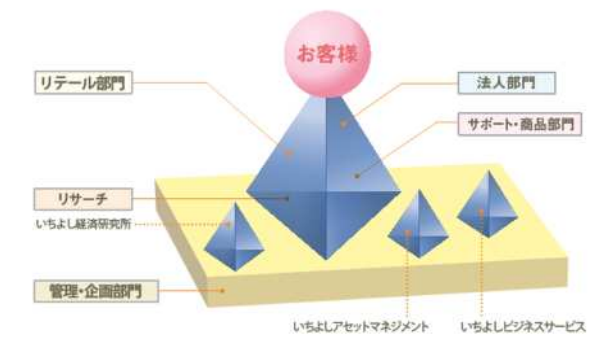 お客様
リテール部門
法人部門
サポート・商品部門
リサーチ
いちよし経済研究所
管理・企画部門
いちよしアセットマネジメント
いちよしビジネスサービス